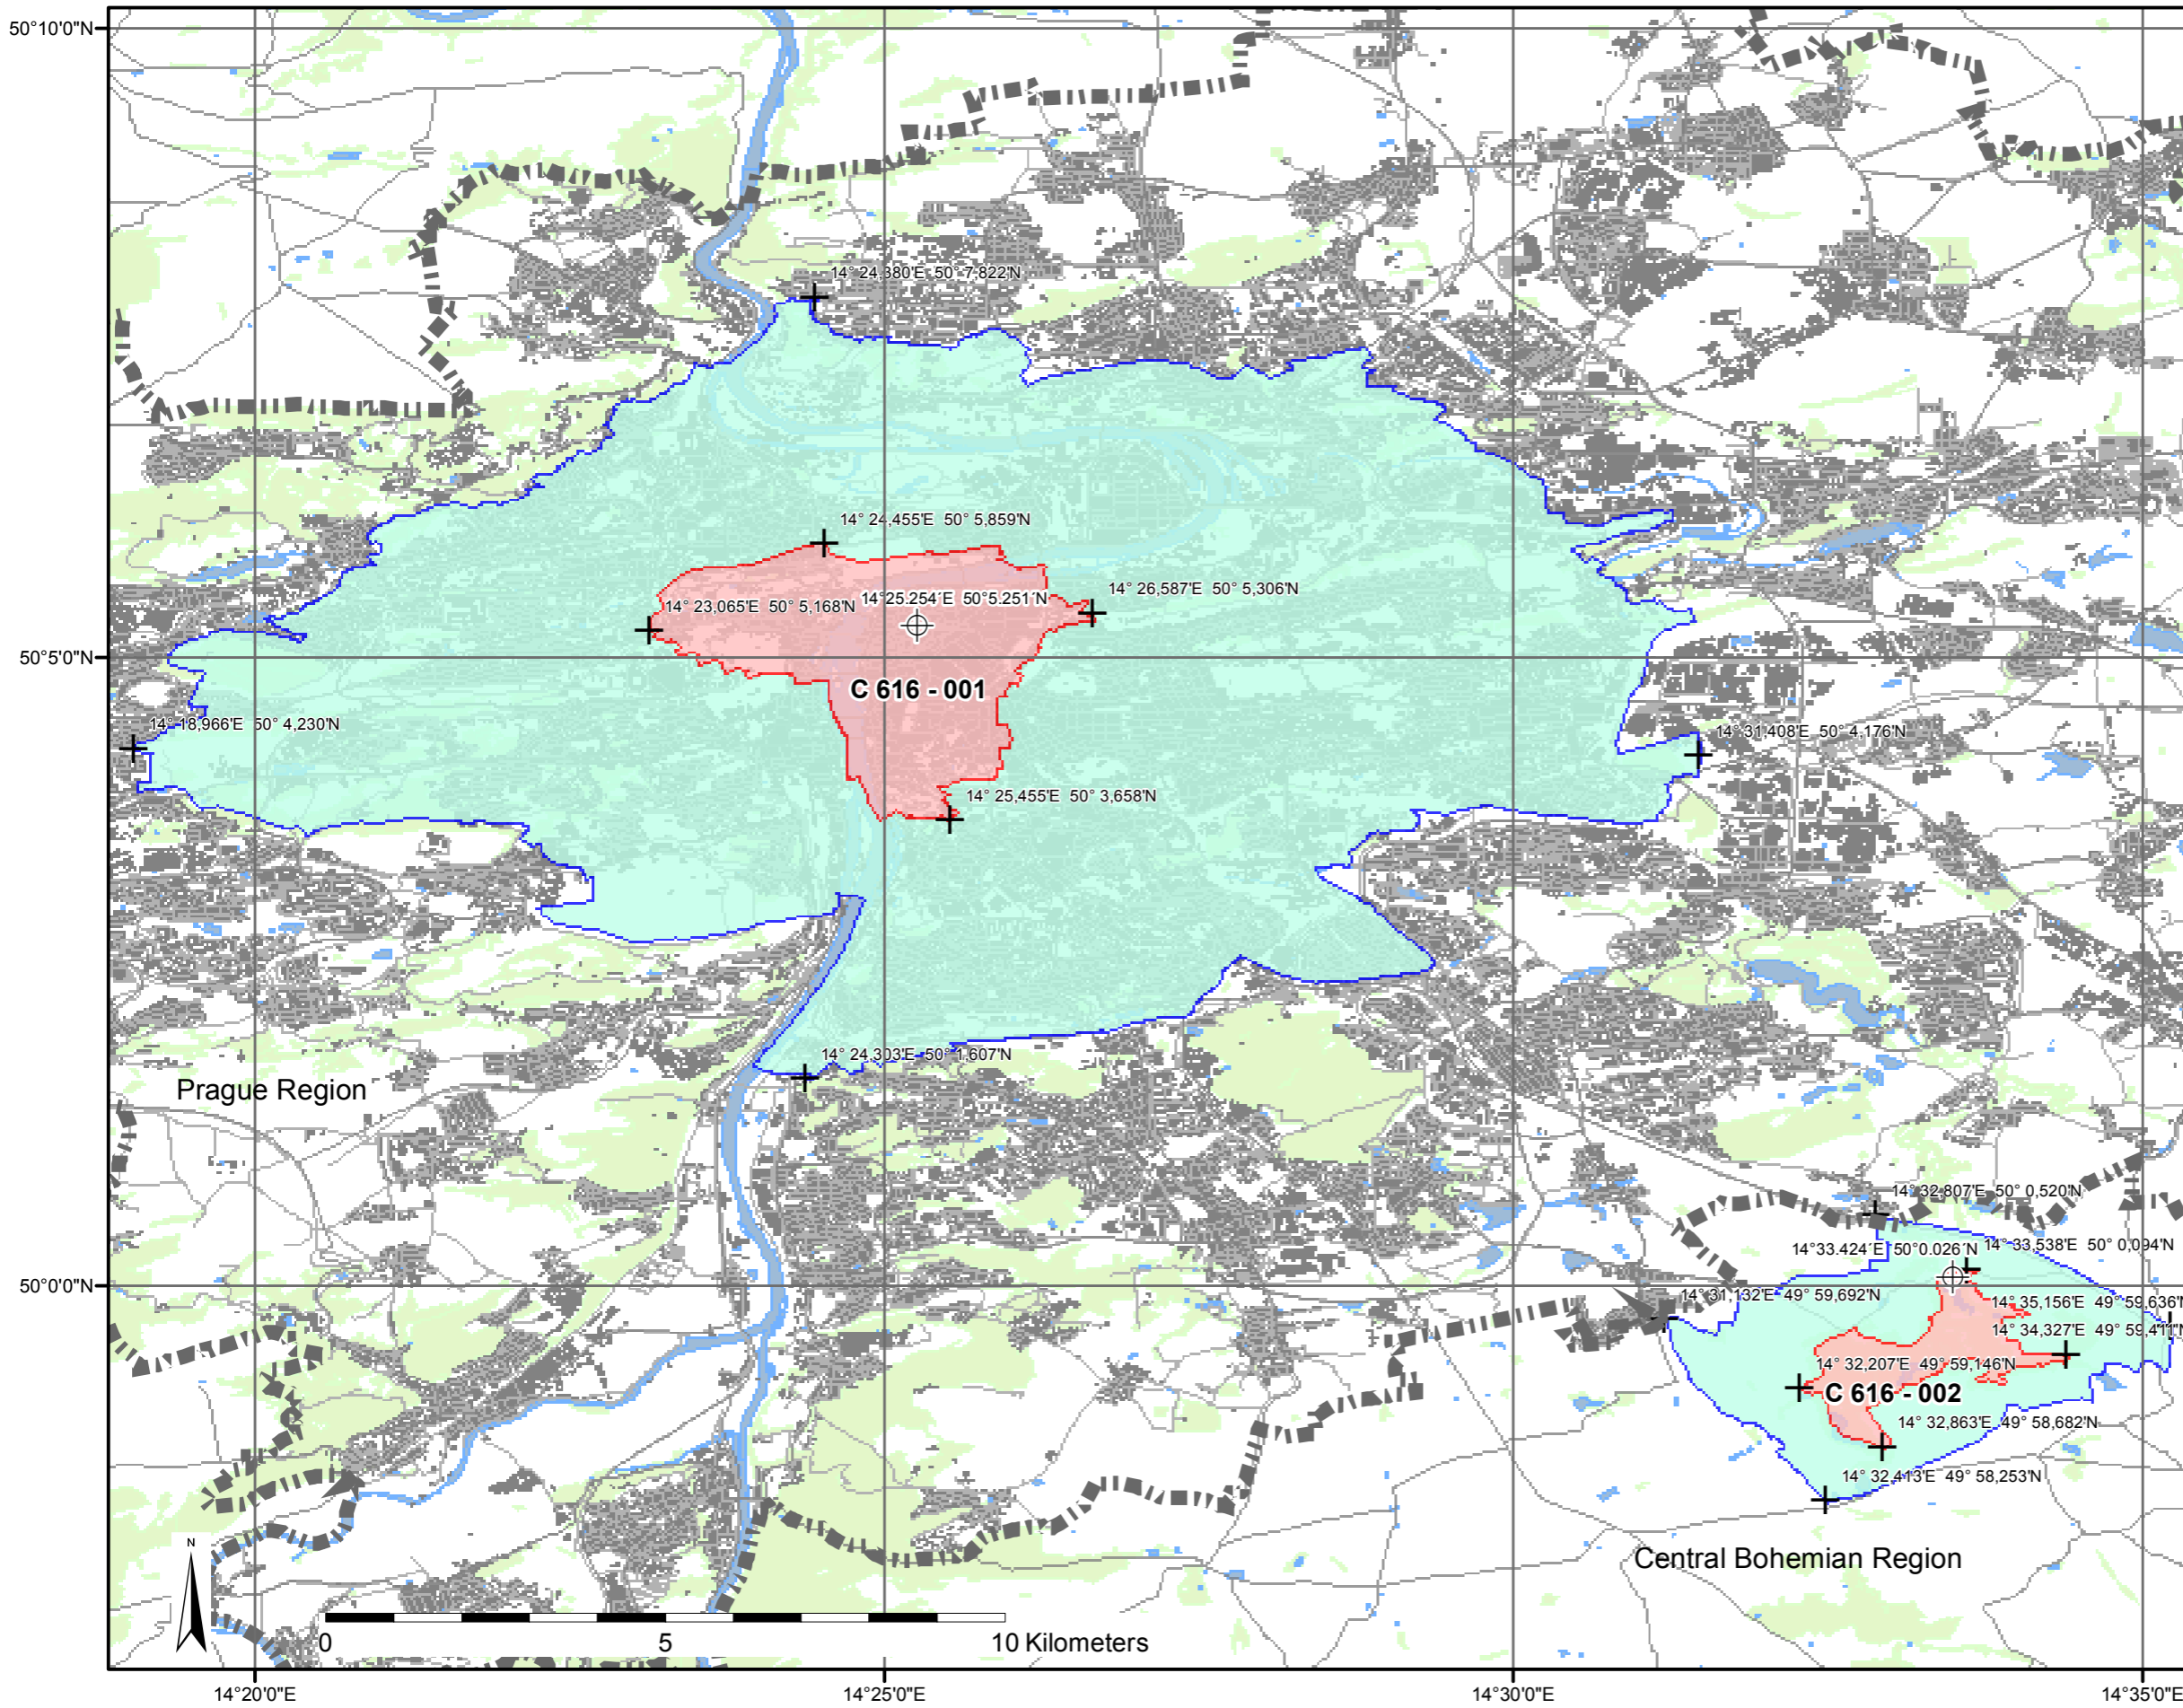 50°10'0"N
14° 24,380'E 50° 7,822'N
14° 24,455'E 50° 5,859'N
14° 26,587'E 50° 5,306'N
14° 23,065'E 50° 5,168'N
14°25.254´E 50°5.251´N
50°5'0"N
C 616 - 001
14° 18,966'E 50° 4,230'N
14° 31,408'E 50° 4,176'N
14° 25,455'E 50° 3,658'N
14° 24,303'E 50° 1,607'N
Prague Region
14° 32,807'E 50° 0,520'N
14°33.424´E 50°0.026´N
14° 33,538'E 50° 0,094'N
50°0'0"N
14° 31,132'E 49° 59,692'N
14° 35,156'E 49° 59,636'N
14° 34,327'E 49° 59,411'N
14° 32,207'E 49° 59,146'N
C 616 - 002
14° 32,863'E 49° 58,682'N
14° 32,413'E 49° 58,253'N
N
Central Bohemian Region
0 5 10 Kilometers
14°20'0"E 14°25'0"E 14°30'0"E 14°35'0"E